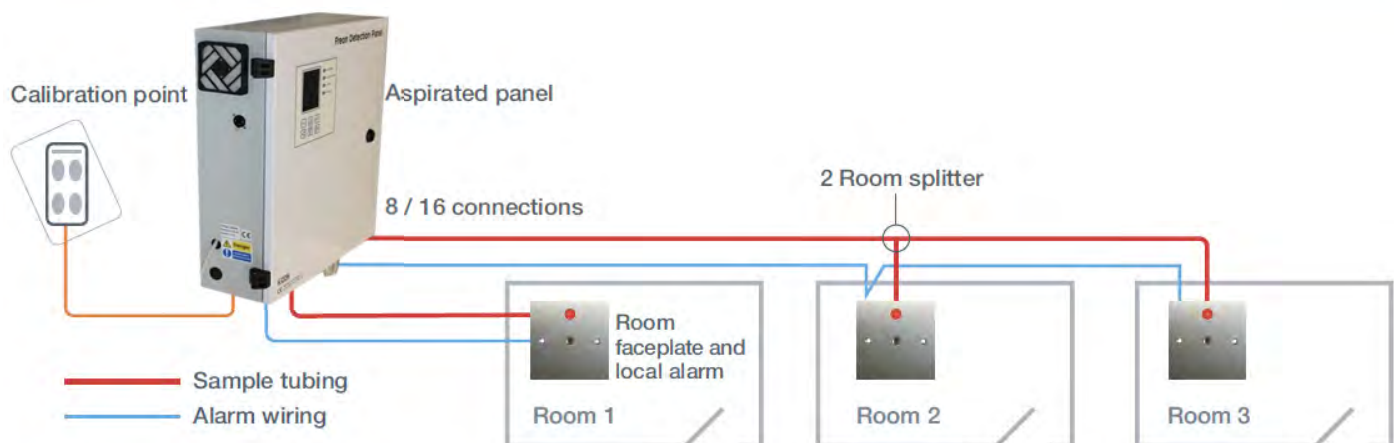 Freon Detection Panel
Calibration point
Aspirated panel
8 / 16 connections
2 Room splitter
Room
faceplate and
local alarm
Sample tubing
Alarm wiring
Room 1
Room 2
Room 3